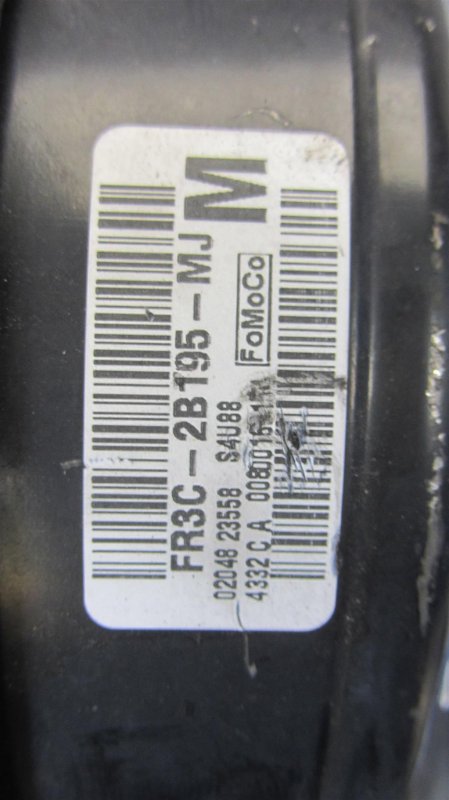 M
FoMoCo
FR3C-2B195-MJ
02048 23558 S4U88
4332 C A